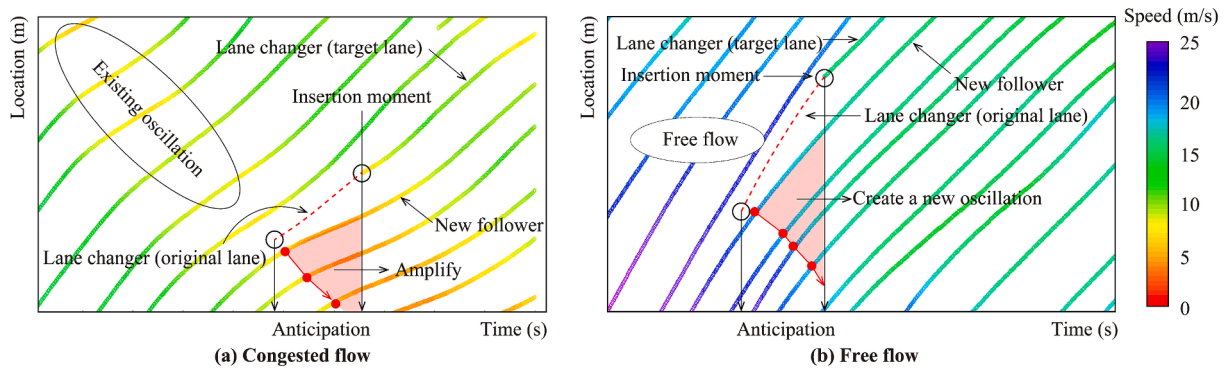 Location (m)
Lane changer (target lane)
Existing oscillation
Insertion moment
New follower
Lane changer (original lane)
Amplify
Anticipation
Time (s)
(a) Congested flow
Location (m)
Lane changer (target lane)
Insertion moment
New follower
Lane changer (original lane)
Free flow
Create a new oscillation
Anticipation
Time (s)
(b) Free flow
Speed (m/s)
25
20
15
10
5
0